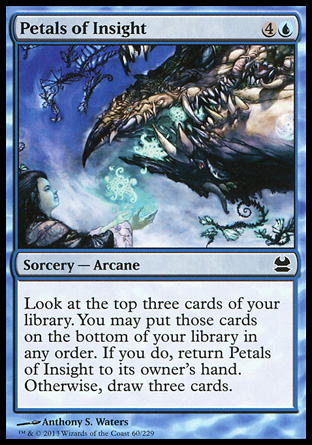 Petals of Insight 4
Sorcery — Arcane
Look at the top three cards of your
library. You may put those cards
on the bottom of your library in
any order. If you do, return Petals
of Insight to its owner's hand.
Otherwise, draw three cards.
Anthony S. Waters
™ & © 2013 Wizards of the Coast 60/229